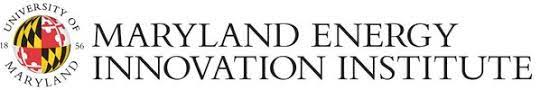 UNIVERSITY OF
18 56
MARYLAND
MARYLAND ENERGY
INNOVATION INSTITUTE